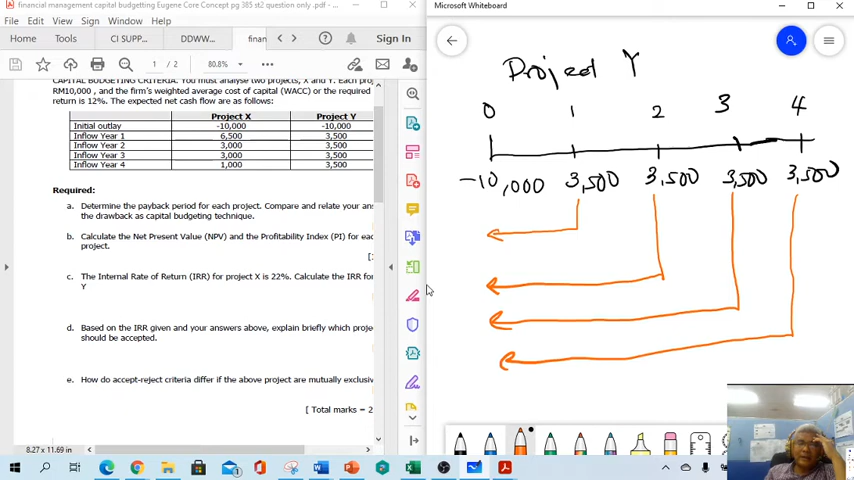 financial management capital budgetting Eugene Core Concept pg 385 st2 question only .pdf -
File Edit View Sign Window Help
Home Tools CI SUPP... DDWW... finan Sign In
1 / 2 80.8%
CAPITAL BUDGETING CRITERIA. You must analyse two projects, X and Y. Each proj
RM10,000 , and the firm's weighted average cost of capital (WACC) or the required
return is 12%. The expected net cash flow are as follows:
Project X Project Y
Initial outlay -10,000 -10,000
Inflow Year 1 6,500 3,500
Inflow Year 2 3,000 3,500
Inflow Year 3 3,000 3,500
Inflow Year 4 1,000 3,500
Required:
a. Determine the payback period for each project. Compare and relate your ans
the drawback as capital budgeting technique.
b. Calculate the Net Present Value (NPV) and the Profitability Index (PI) for eac
project.
[
c. The Internal Rate of Return (IRR) for project X is 22%. Calculate the IRR for
Y
d. Based on the IRR given and your answers above, explain briefly which proje
should be accepted.
e. How do accept-reject criteria differ if the above project are mutually exclusiv
[ Total marks = 2
8.27 x 11.69 in
Microsoft Whiteboard
Project Y
0 1 2 3 4
-10,000 3,500 3,500 3,500 3,500